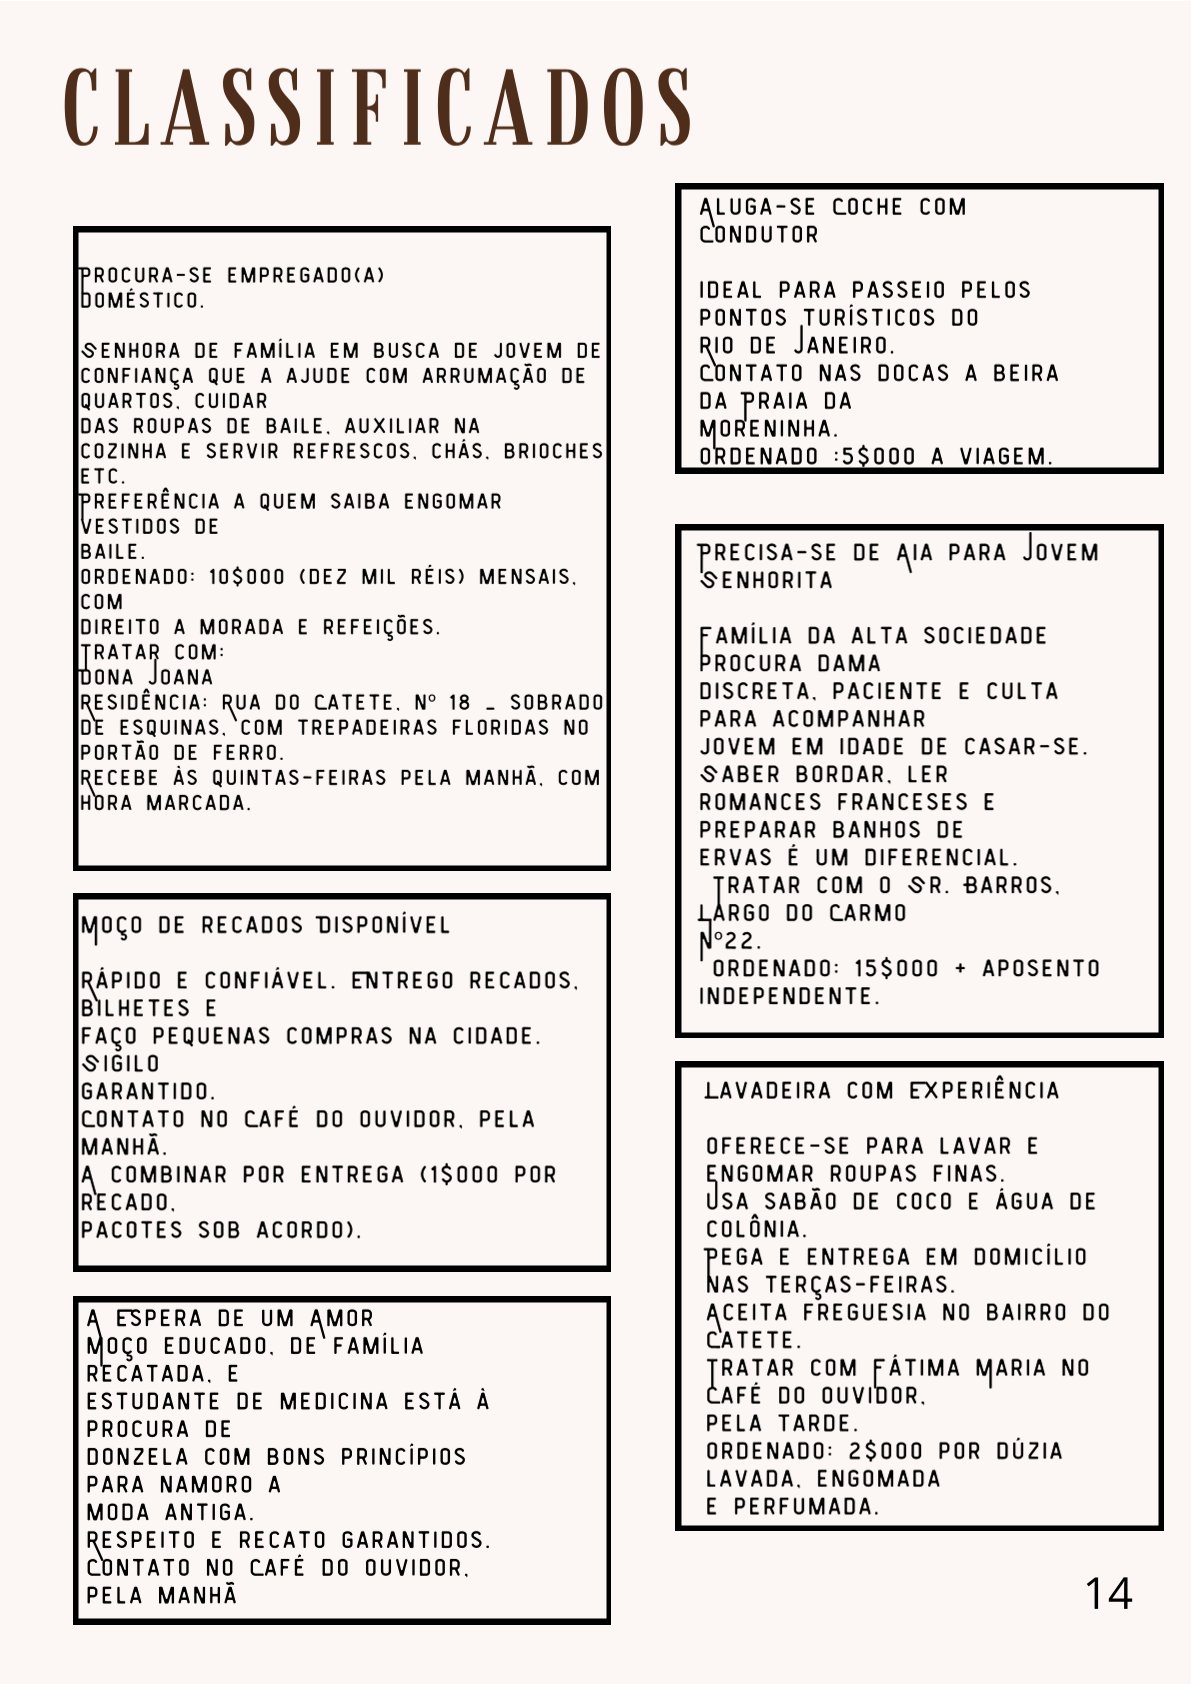 CLASSIFICADOS
PROCURA-SE EMPREGADO(A)
DOMÉSTICO.
SENHORA DE FAMÍLIA EM BUSCA DE JOVEM DE
CONFIANÇA QUE A AJUDE COM ARRUMAÇÃO DE
QUARTOS, CUIDAR
DAS ROUPAS DE BAILE, AUXILIAR NA
COZINHA E SERVIR REFRESCOS, CHÁS, BRIOCHES
ETC.
PREFERÊNCIA A QUEM SAIBA ENGOMAR
VESTIDOS DE
BAILE.
ORDENADO: 10$000 (DEZ MIL RÉIS) MENSAIS,
COM
DIREITO A MORADA E REFEIÇÕES.
TRATAR COM:
DONA JOANA
RESIDÊNCIA: RUA DO CATETE, Nº 18 _ SOBRADO
DE ESQUINAS, COM TREPADEIRAS FLORIDAS NO
PORTÃO DE FERRO.
RECEBE ÀS QUINTAS-FEIRAS PELA MANHÃ, COM
HORA MARCADA.
MOÇO DE RECADOS DISPONÍVEL
RÁPIDO E CONFIÁVEL. ENTREGO RECADOS,
BILHETES E
FAÇO PEQUENAS COMPRAS NA CIDADE.
SIGILO
GARANTIDO.
CONTATO NO CAFÉ DO OUVIDOR, PELA
MANHÃ.
A COMBINAR POR ENTREGA (1$000 POR
RECADO,
PACOTES SOB ACORDO).
A ESPERA DE UM AMOR
MOÇO EDUCADO, DE FAMÍLIA
RECATADA, E
ESTUDANTE DE MEDICINA ESTÁ À
PROCURA DE
DONZELA COM BONS PRINCÍPIOS
PARA NAMORO A
MODA ANTIGA.
RESPEITO E RECATO GARANTIDOS.
CONTATO NO CAFÉ DO OUVIDOR,
PELA MANHÃ
ALUGA-SE COCHE COM
CONDUTOR
IDEAL PARA PASSEIO PELOS
PONTOS TURÍSTICOS DO
RIO DE JANEIRO.
CONTATO NAS DOCAS A BEIRA
DA PRAIA DA
MORENINHA.
ORDENADO :5$000 A VIAGEM.
PRECISA-SE DE AIA PARA JOVEM
SENHORITA
FAMÍLIA DA ALTA SOCIEDADE
PROCURA DAMA
DISCRETA, PACIENTE E CULTA
PARA ACOMPANHAR
JOVEM EM IDADE DE CASAR-SE.
SABER BORDAR, LER
ROMANCES FRANCESES E
PREPARAR BANHOS DE
ERVAS É UM DIFERENCIAL.
TRATAR COM O SR. BARROS,
LARGO DO CARMO
Nº22.
ORDENADO: 15$000 + APOSENTO
INDEPENDENTE.
LAVADEIRA COM EXPERIÊNCIA
OFERECE-SE PARA LAVAR E
ENGOMAR ROUPAS FINAS.
USA SABÃO DE COCO E ÁGUA DE
COLÔNIA.
PEGA E ENTREGA EM DOMICÍLIO
NAS TERÇAS-FEIRAS.
ACEITA FREGUESIA NO BAIRRO DO
CATETE.
TRATAR COM FÁTIMA MARIA NO
CAFÉ DO OUVIDOR,
PELA TARDE.
ORDENADO: 2$000 POR DÚZIA
LAVADA, ENGOMADA
E PERFUMADA.
14